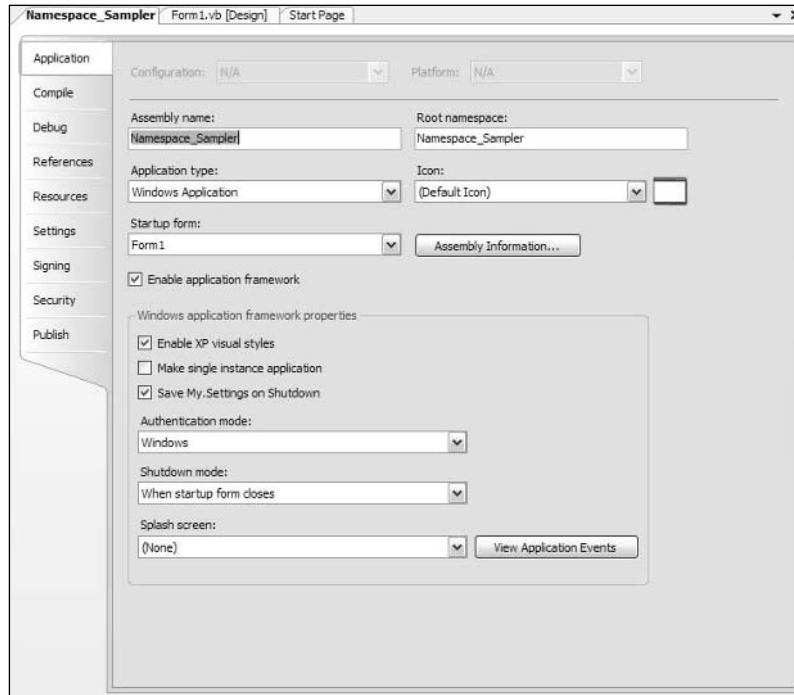 Namespace_Sampler Form1.vb [Design] Start Page
Application
Compile
Debug
References
Resources
Settings
Signing
Security
Publish
Configuration: N/A Platform: N/A
Assembly name: Root namespace:
Namespace_Sampler Namespace_Sampler
Application type: Icon:
Windows Application (Default Icon)
Startup form:
Form1 Assembly Information...
Enable application framework
Windows application framework properties
Enable XP visual styles
Make single instance application
Save My.Settings on Shutdown
Authentication mode:
Windows
Shutdown mode:
When startup form closes
Splash screen:
(None) View Application Events